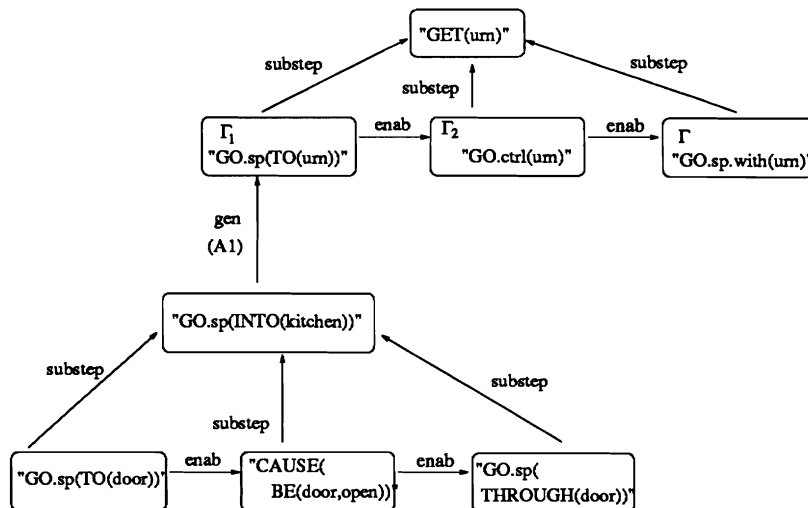 "GET(urn)"
substep
substep
substep
Γ1
"GO.sp(TO(urn))"
enab
Γ2
"GO.ctrl(urn)"
enab
Γ
"GO.sp.with(urn)"
gen
(A1)
"GO.sp(INTO(kitchen))"
substep
substep
substep
"GO.sp(TO(door))"
enab
"CAUSE(
BE(door,open))"
enab
"GO.sp(
THROUGH(door))"